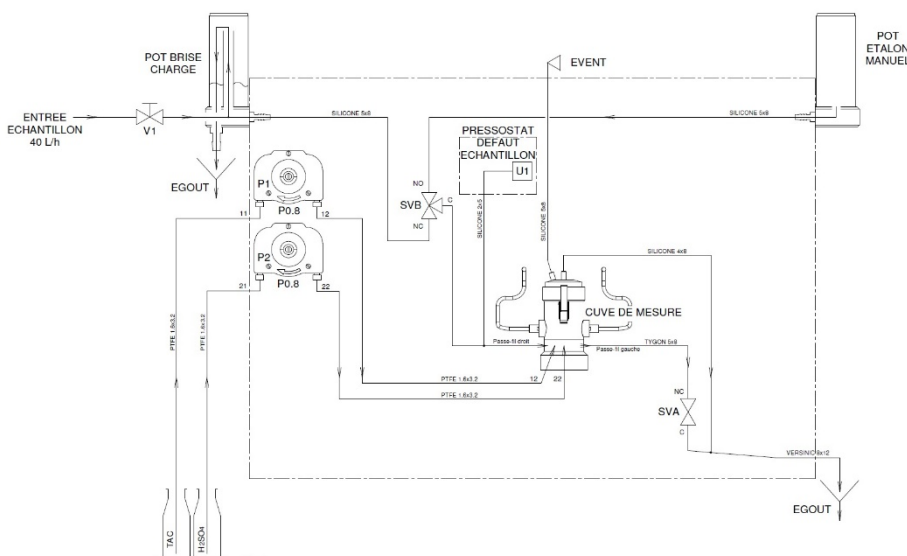 POT BRISE
CHARGE
ENTREE
ECHANTILLON
40 L/h
V1
EGOUT
EVENT
POT
ETALON
MANUEL
SILICONE 5x8
SILICONE 5x8
PRESSOSTAT
DEFAUT
ECHANTILLON
U1
P1
P0.8
11
12
P2
P0.8
21
22
NO
SVB
C
NC
SILICONE 2x5
SILICONE 5x8
SILICONE 4x8
CUVE DE MESURE
Passe-fil droit
Passe-fil gauche
TYGON 5x8
PTFE 1.6x3.2
PTFE 1.6x3.2
PTFE 1.6x3.2
12
22
PTFE 1.6x3.2
NC
SVA
C
VERSINIC 8x12
EGOUT
TAC
H2SO4